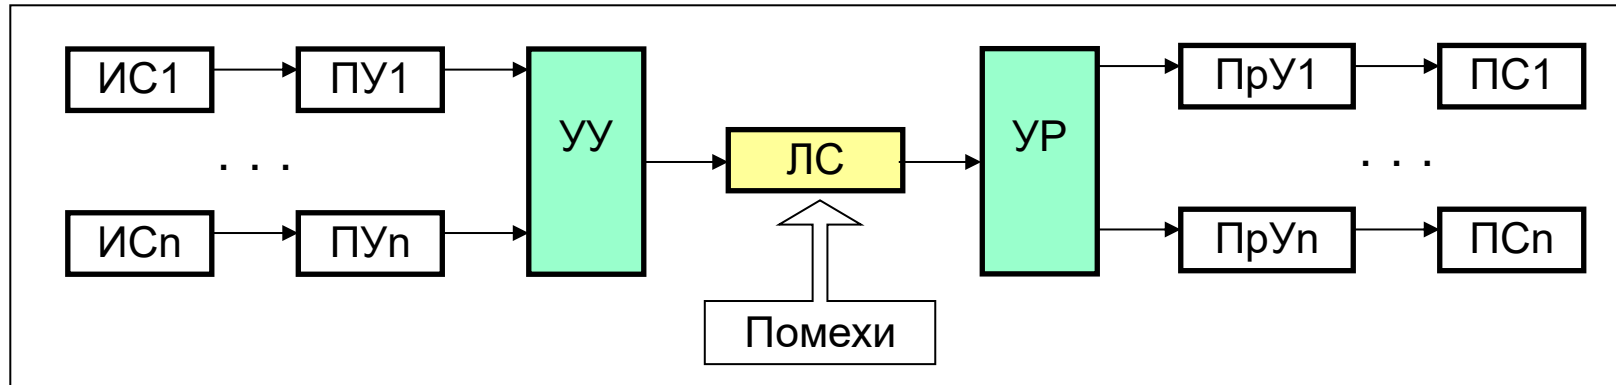 ИС1 ПУ1 УУ ЛС УР ПрУ1 ПС1
. . . . . .
ИСn ПУn ПрУn ПСn
Помехи